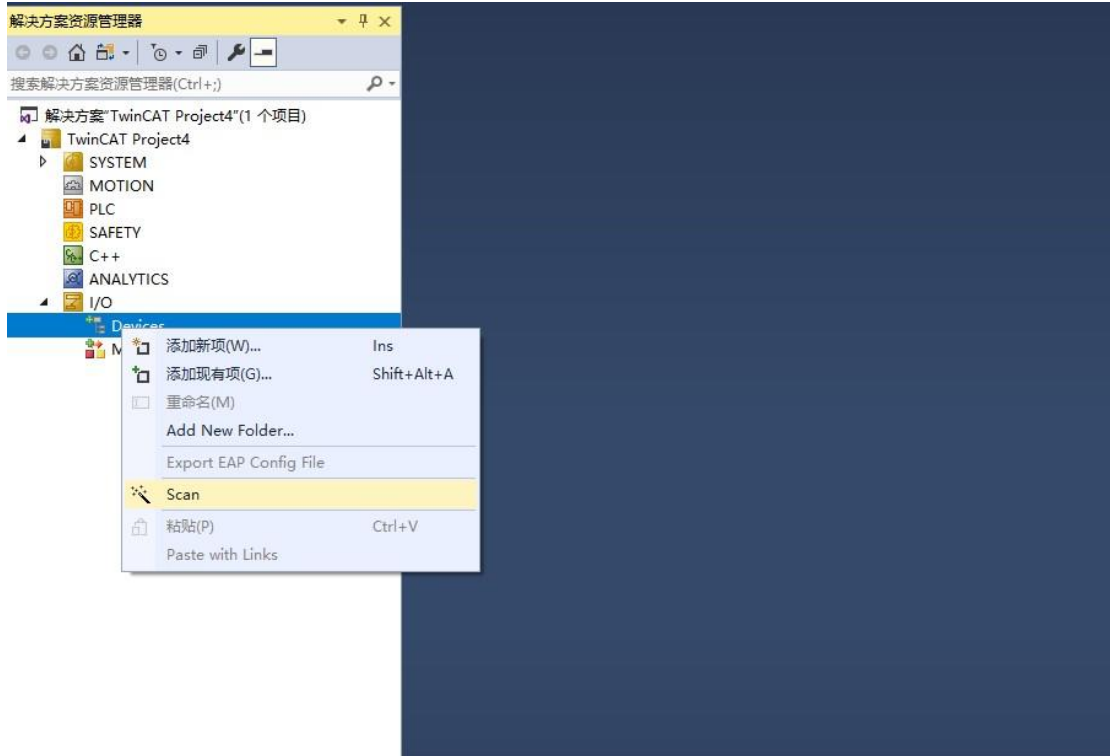 解决方案资源管理器
搜索解决方案资源管理器(Ctrl+;)
解决方案"TwinCAT Project4"(1 个项目)
TwinCAT Project4
SYSTEM
MOTION
PLC
SAFETY
C++
ANALYTICS
I/O
Devices
M
添加新项(W)... Ins
添加现有项(G)... Shift+Alt+A
重命名(M)
Add New Folder...
Export EAP Config File
Scan
粘贴(P) Ctrl+V
Paste with Links